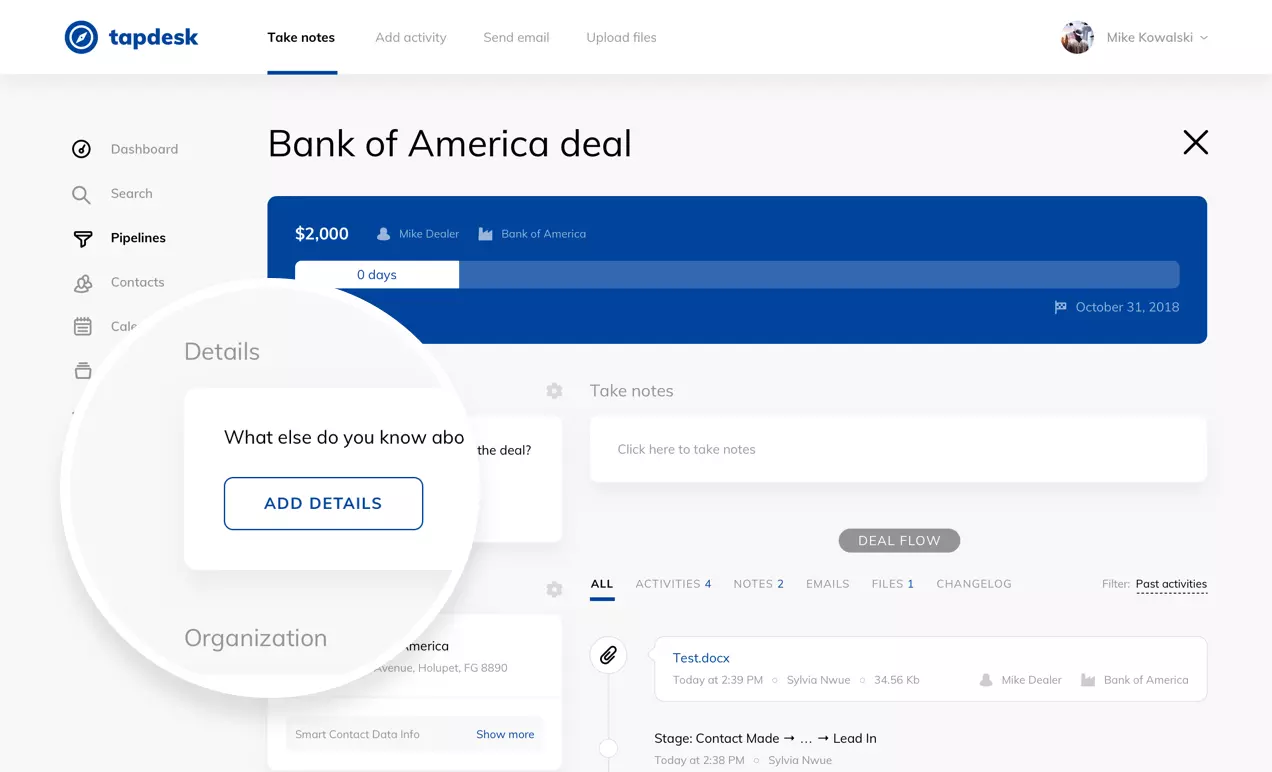 tapdesk
Take notes
Add activity
Send email
Upload files
Mike Kowalski
Dashboard
Search
Pipelines
Contacts
Bank of America deal
$2,000
Mike Dealer
Bank of America
0 days
October 31, 2018
Details
What else do you know abo
the deal?
ADD DETAILS
Organization
merica
Avenue, Holupet, FG 8890
Smart Contact Data Info
Show more
Take notes
Click here to take notes
DEAL FLOW
ALL
ACTIVITIES 4
NOTES 2
EMAILS
FILES 1
CHANGELOG
Filter: Past activities
Test.docx
Today at 2:39 PM
Sylvia Nwue
34.56 Kb
Mike Dealer
Bank of America
Stage: Contact Made → ... → Lead In
Today at 2:38 PM
Sylvia Nwue